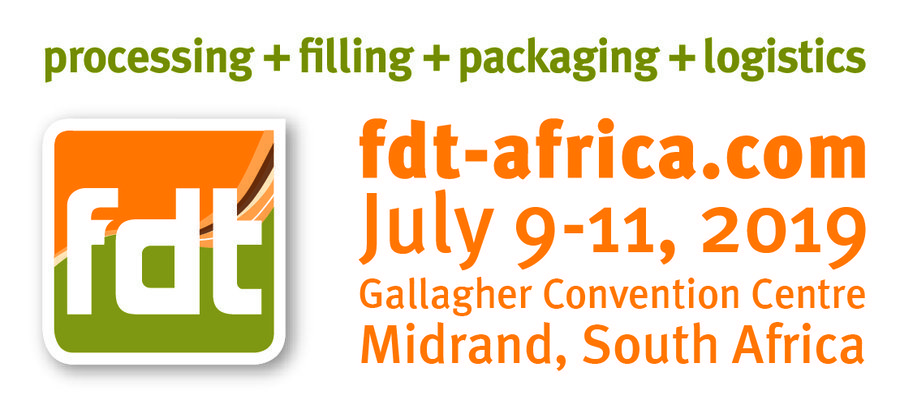 processing + filling + packaging + logistics
fdt
fdt-africa.com
July 9-11, 2019
Gallagher Convention Centre
Midrand, South Africa